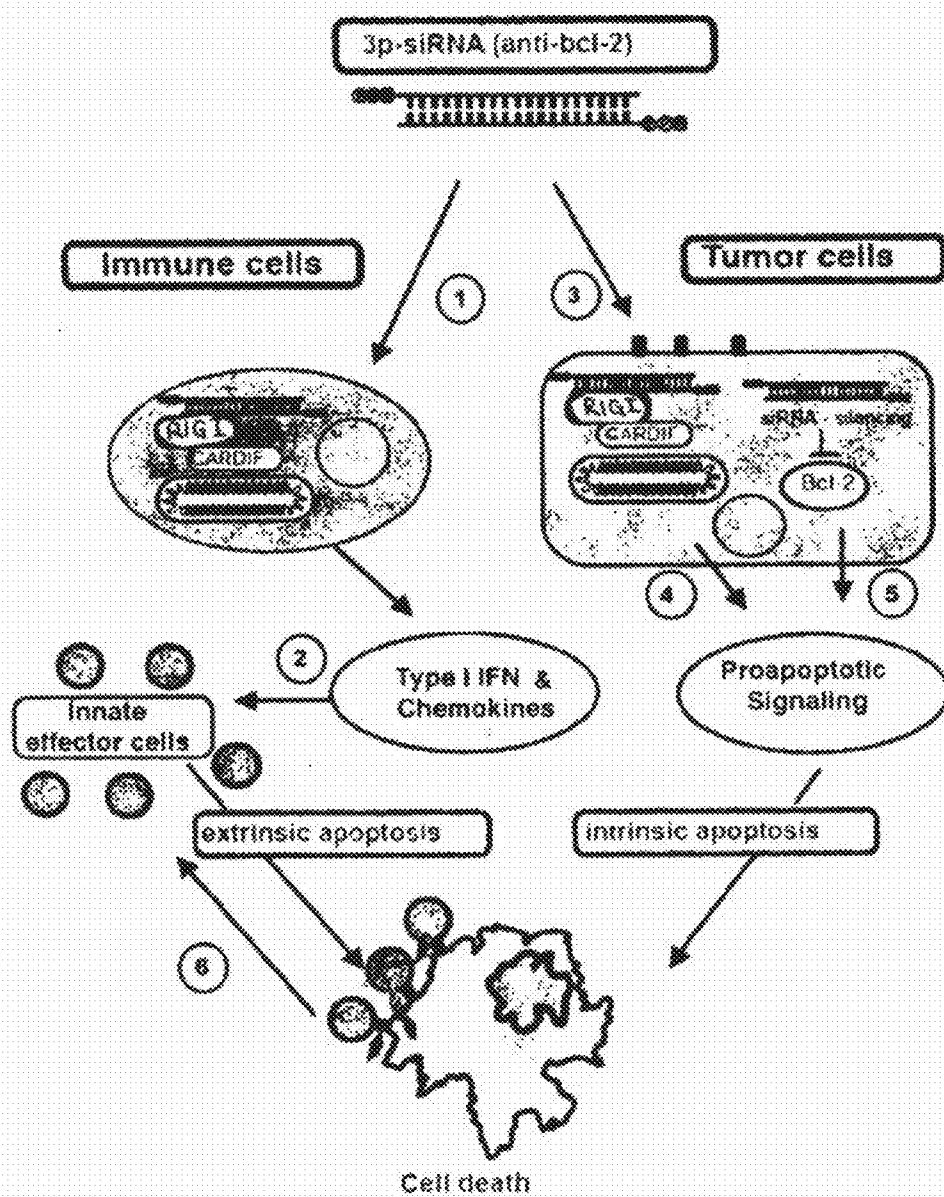 3p-siRNA (anti-bcl-2)
Immune cells
Tumor cells
1
3
RIG I
CARDIF
RIG I
CARDIF
siRNA silencing
Bcl 2
4
5
2
Type I IFN &
Chemokines
Proapoptotic
Signaling
Innate
effector cells
extrinsic apoptosis
intrinsic apoptosis
6
Cell death